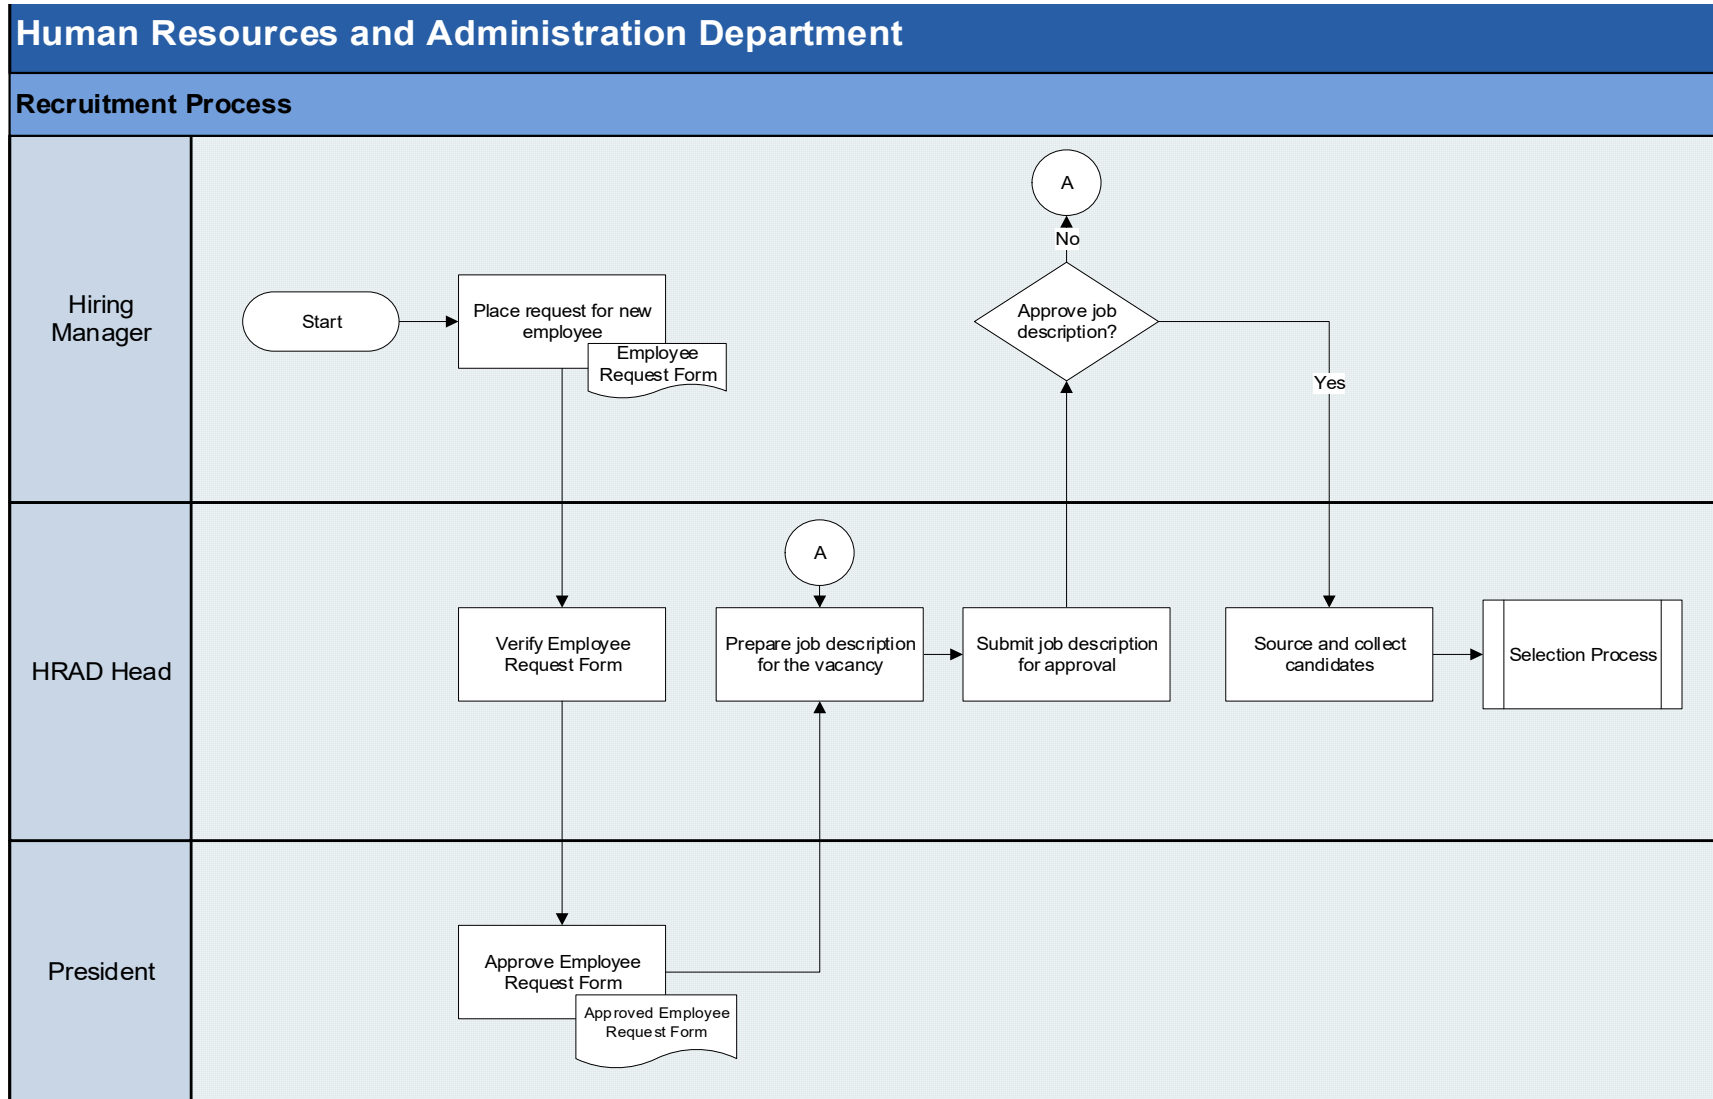 Human Resources and Administration Department
Recruitment Process
Hiring
Manager
Start
Place request for new
employee
Employee
Request Form
A
No
Approve job
description?
Yes
HRAD Head
Verify Employee
Request Form
A
Prepare job description
for the vacancy
Submit job description
for approval
Source and collect
candidates
Selection Process
President
Approve Employee
Request Form
Approved Employee
Request Form